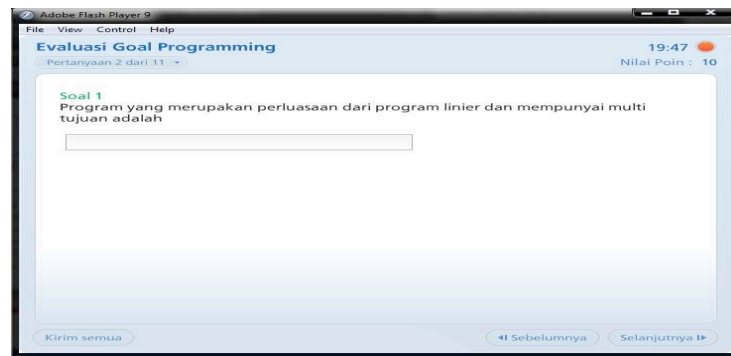 Adobe Flash Player 9
File View Control Help
Evaluasi Goal Programming
19:47
Pertanyaan 2 dari 11
Nilai Poin : 10
Soal 1
Program yang merupakan perluasaan dari program linier dan mempunyai multi
tujuan adalah
Kirim semua
Sebelumnya
Selanjutnya